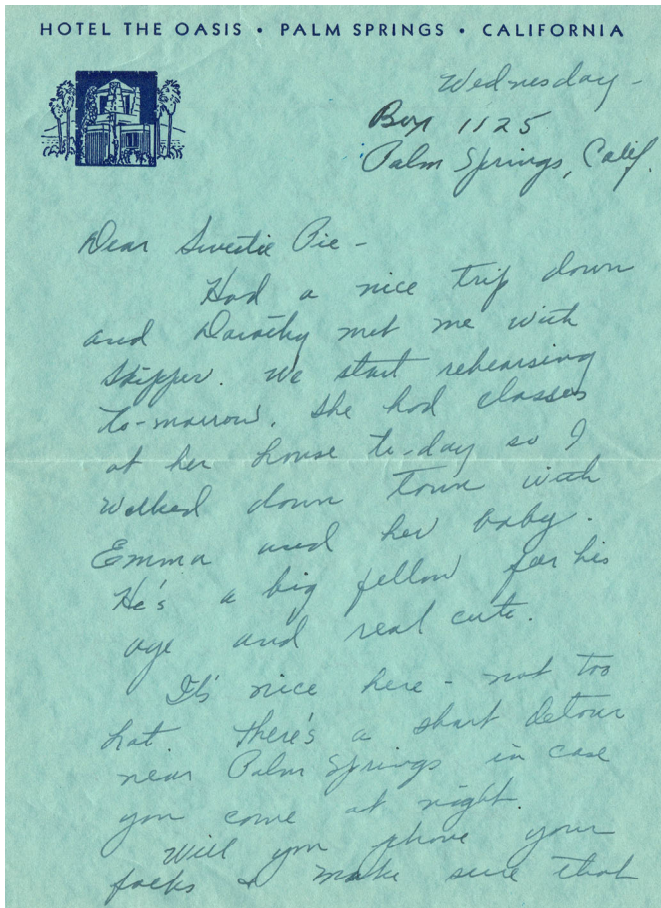 HOTEL THE OASIS • PALM SPRINGS • CALIFORNIA
Wednesday -
Box 1125
Palm Springs, Calif.
Dear Sweetie Pie -
Had a nice trip down
and Dorothy met me with
Skipper. We start rehearsing
to-morrow. She had classes
at her house to-day so I
walked down town with
Emma and her baby.
He's a big fellow for his
age and real cute.
It's nice here - not too
hot. There's a short detour
near Palm Springs in case
you come at night.
Will you phone your
folks & make sure that